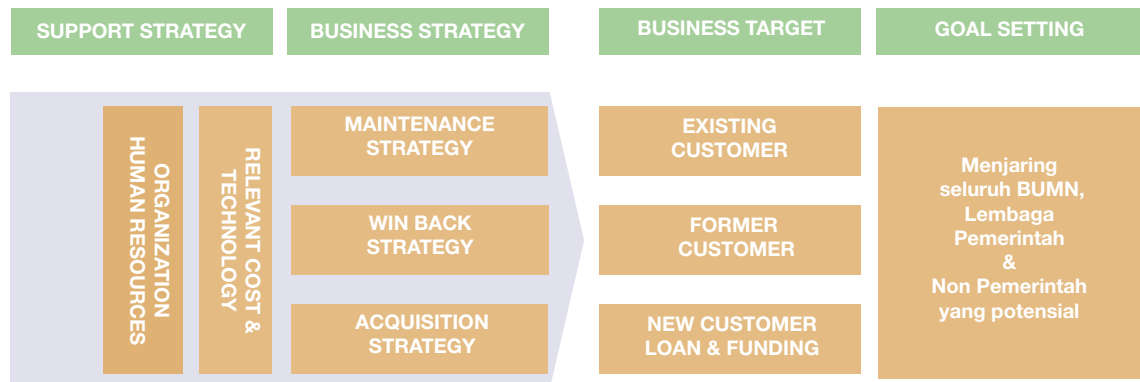 SUPPORT STRATEGY
BUSINESS STRATEGY
BUSINESS TARGET
GOAL SETTING
ORGANIZATION
HUMAN RESOURCES
RELEVANT COST &
TECHNOLOGY
MAINTENANCE
STRATEGY
WIN BACK
STRATEGY
ACQUISITION
STRATEGY
EXISTING
CUSTOMER
FORMER
CUSTOMER
NEW CUSTOMER
LOAN & FUNDING
Menjaring
seluruh BUMN,
Lembaga
Pemerintah
&
Non Pemerintah
yang potensial